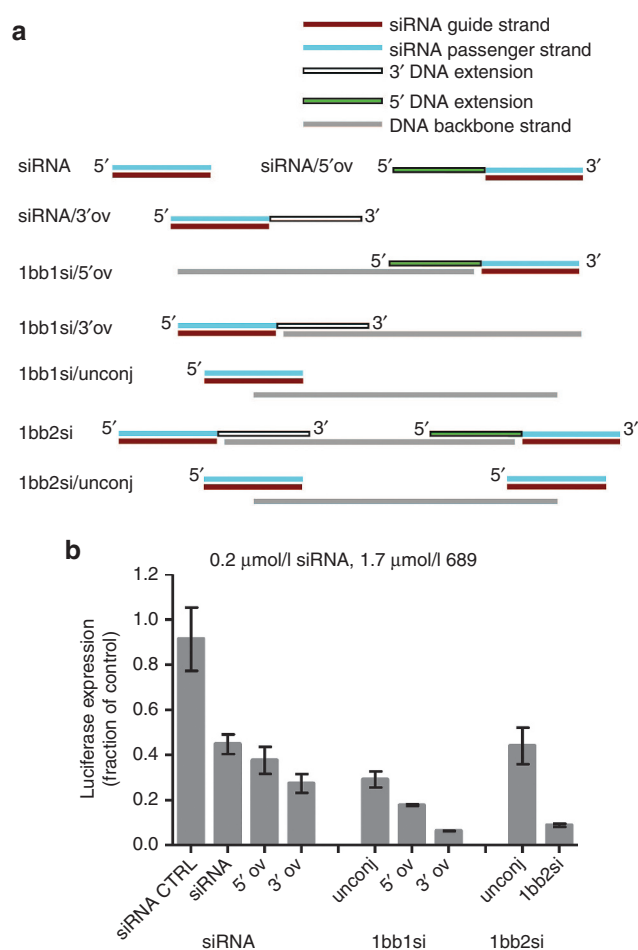 a
siRNA guide strand
siRNA passenger strand
3′ DNA extension
5′ DNA extension
DNA backbone strand
siRNA 5′ siRNA/5′ov 5′ 3′
siRNA/3′ov 5′ 3′
1bb1si/5′ov 5′ 3′
1bb1si/3′ov 5′ 3′
1bb1si/unconj 5′
1bb2si 5′ 3′ 5′ 3′
1bb2si/unconj 5′ 5′
b
0.2 μmol/l siRNA, 1.7 μmol/l 689
Luciferase expression
(fraction of control)
1.2
1.0
0.8
0.6
0.4
0.2
0.0
siRNA CTRL siRNA 5′ ov 3′ ov unconj 5′ ov 3′ ov unconj 1bb2si
siRNA 1bb1si 1bb2si